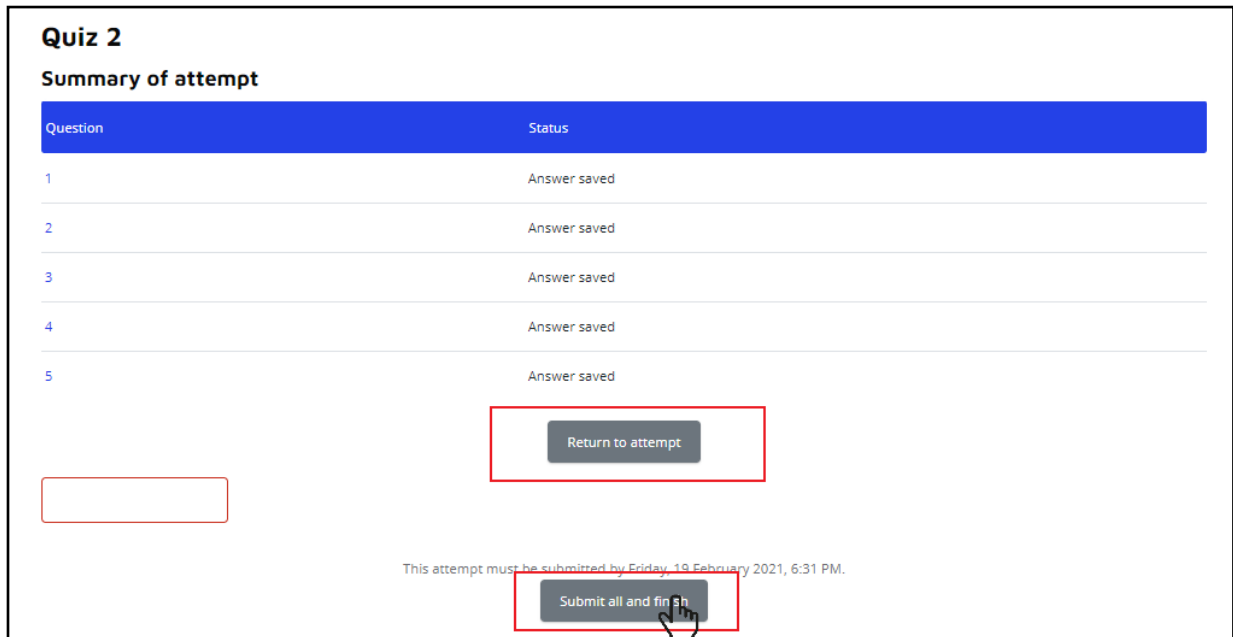 Quiz 2
Summary of attempt
Question Status
1 Answer saved
2 Answer saved
3 Answer saved
4 Answer saved
5 Answer saved
Return to attempt
This attempt must be submitted by Friday, 19 February 2021, 6:31 PM.
Submit all and finish